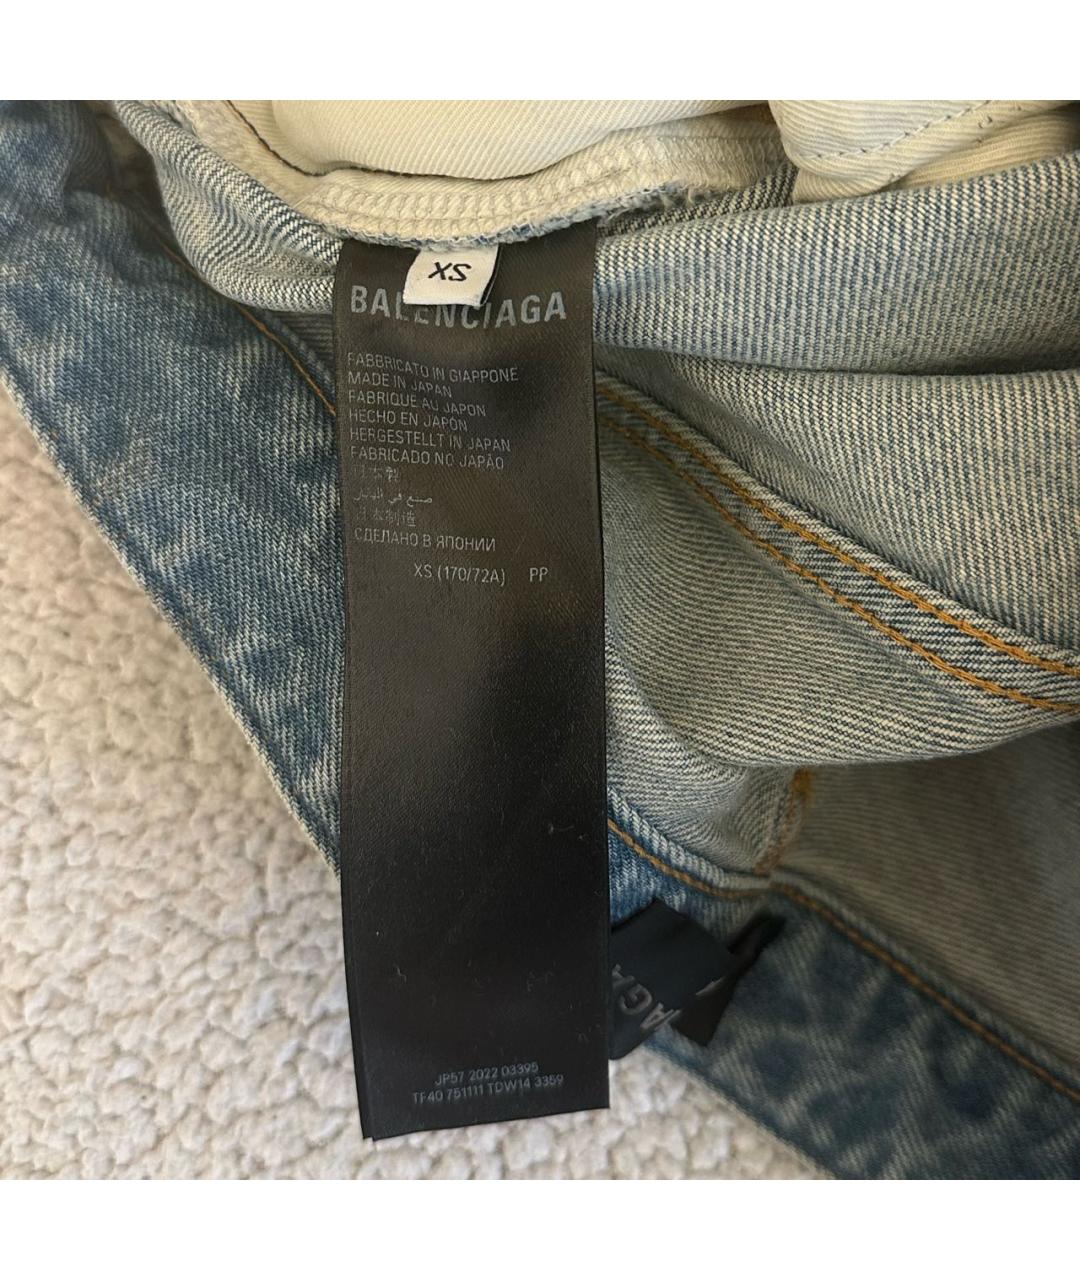 XS
BALENCIAGA
FABBRICATO IN GIAPPONE
MADE IN JAPAN
FABRIQUE AU JAPON
HECHO EN JAPÓN
HERGESTELLT IN JAPAN
FABRICADO NO JAPÃO
日本製
صنع في اليابان
日本制造
СДЕЛАНО В ЯПОНИИ
XS (170/72A) PP
JP57 2022 03395
TF40 751111 TDW14 3359
AGA